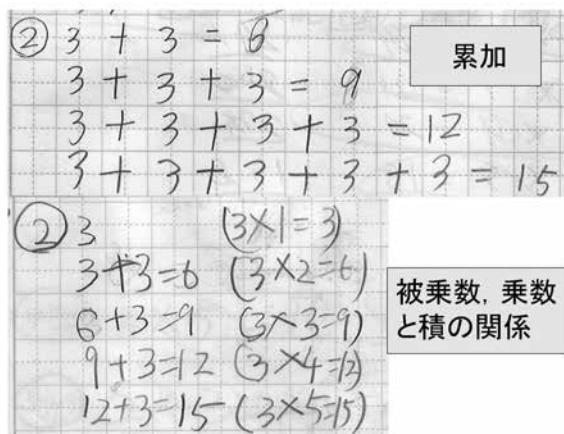 ② 3 + 3 = 6
累加
3 + 3 + 3 = 9
3 + 3 + 3 + 3 = 12
3 + 3 + 3 + 3 + 3 = 15
② 3 (3×1=3)
3+3=6 (3×2=6)
6+3=9 (3×3=9)
9+3=12 (3×4=12)
12+3=15 (3×5=15)
被乗数，乗数
と積の関係